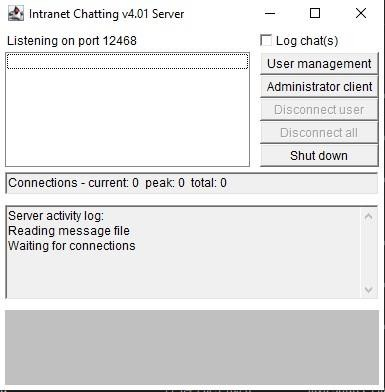 Intranet Chatting v4.01 Server
Listening on port 12468
Log chat(s)
User management
Administrator client
Disconnect user
Disconnect all
Shut down
Connections - current: 0 peak: 0 total: 0
Server activity log:
Reading message file
Waiting for connections